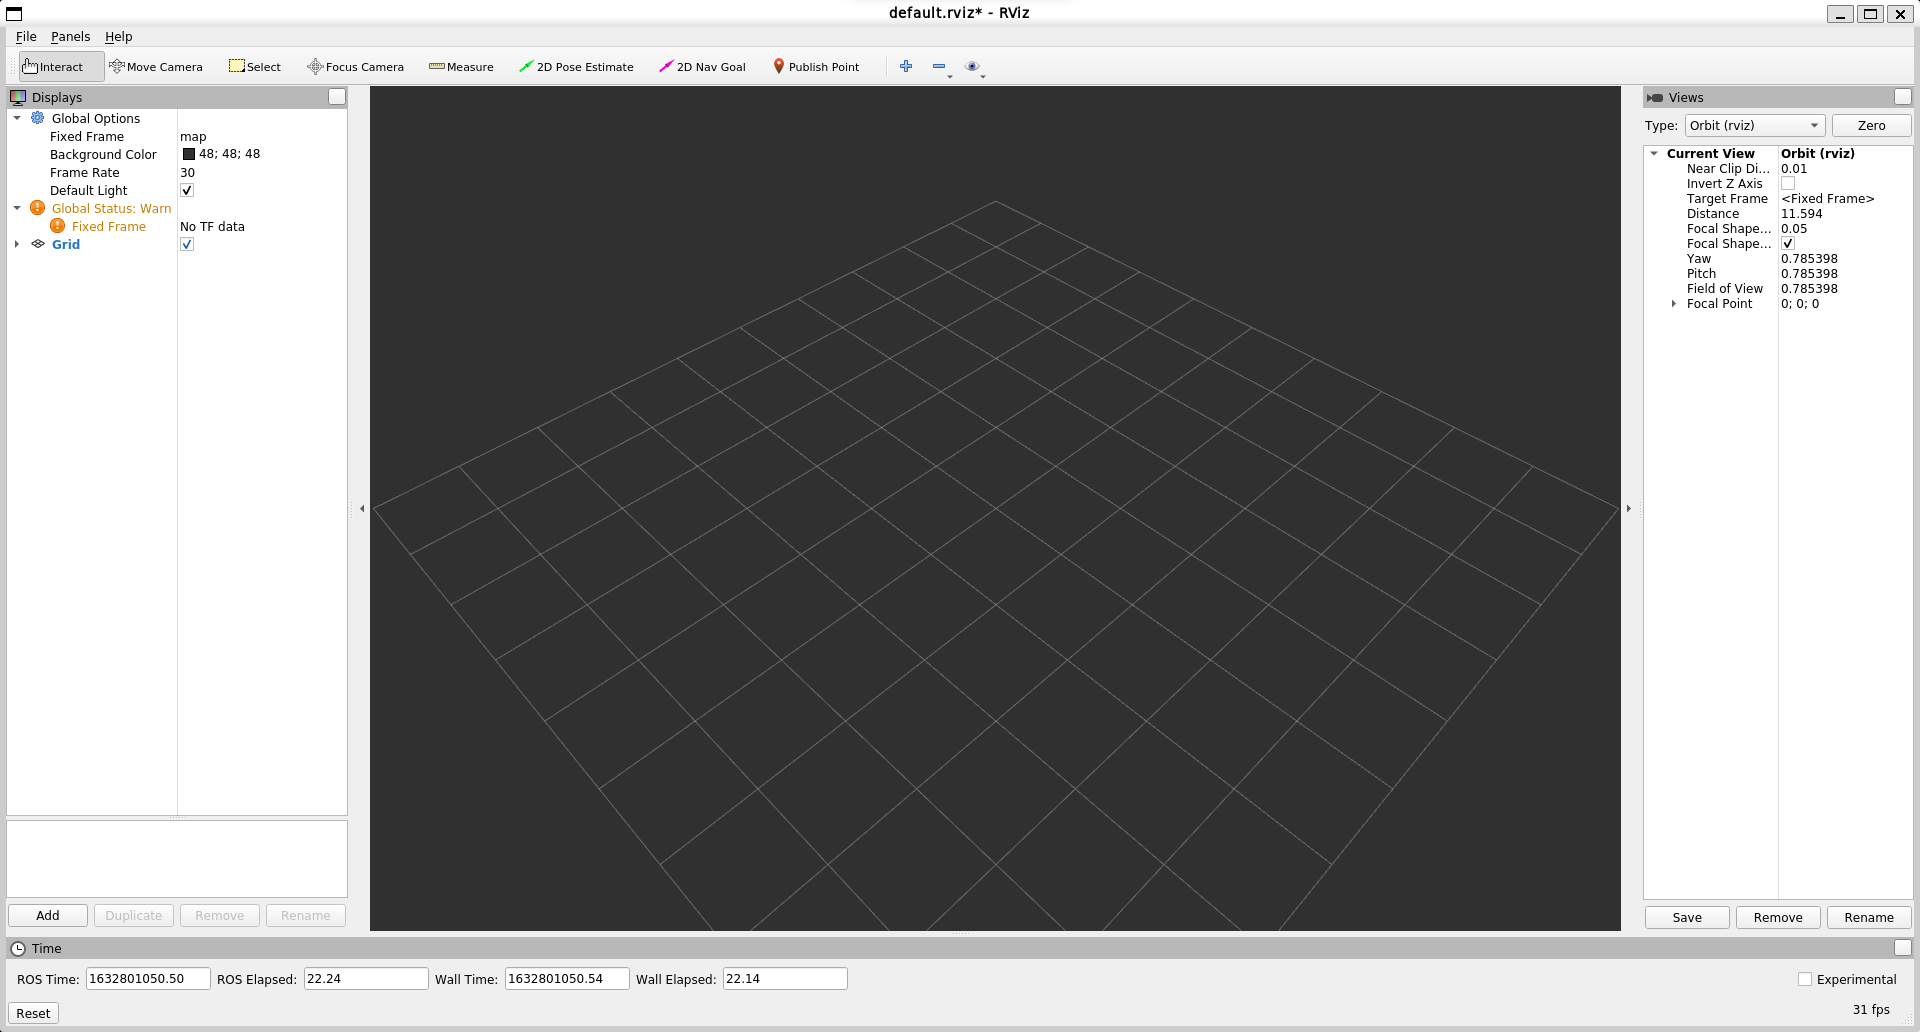 default.rviz* - RViz
File Panels Help
Interact Move Camera Select Focus Camera Measure 2D Pose Estimate 2D Nav Goal Publish Point
Displays
Global Options
Fixed Frame map
Background Color 48; 48; 48
Frame Rate 30
Default Light
Global Status: Warn
Fixed Frame No TF data
Grid
Add Duplicate Remove Rename
Views
Type: Orbit (rviz) Zero
Current View Orbit (rviz)
Near Clip Di... 0.01
Invert Z Axis
Target Frame <Fixed Frame>
Distance 11.594
Focal Shape... 0.05
Focal Shape...
Yaw 0.785398
Pitch 0.785398
Field of View 0.785398
Focal Point 0; 0; 0
Save Remove Rename
Time
ROS Time: 1632801050.50 ROS Elapsed: 22.24 Wall Time: 1632801050.54 Wall Elapsed: 22.14 Experimental
Reset 31 fps